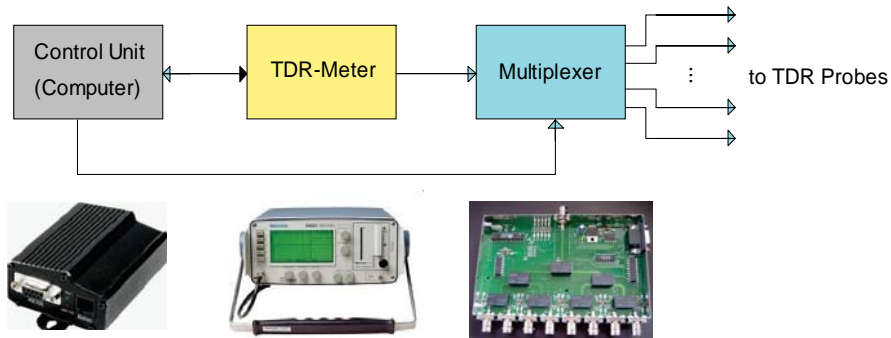 Control Unit
(Computer)
TDR-Meter
Multiplexer
to TDR Probes